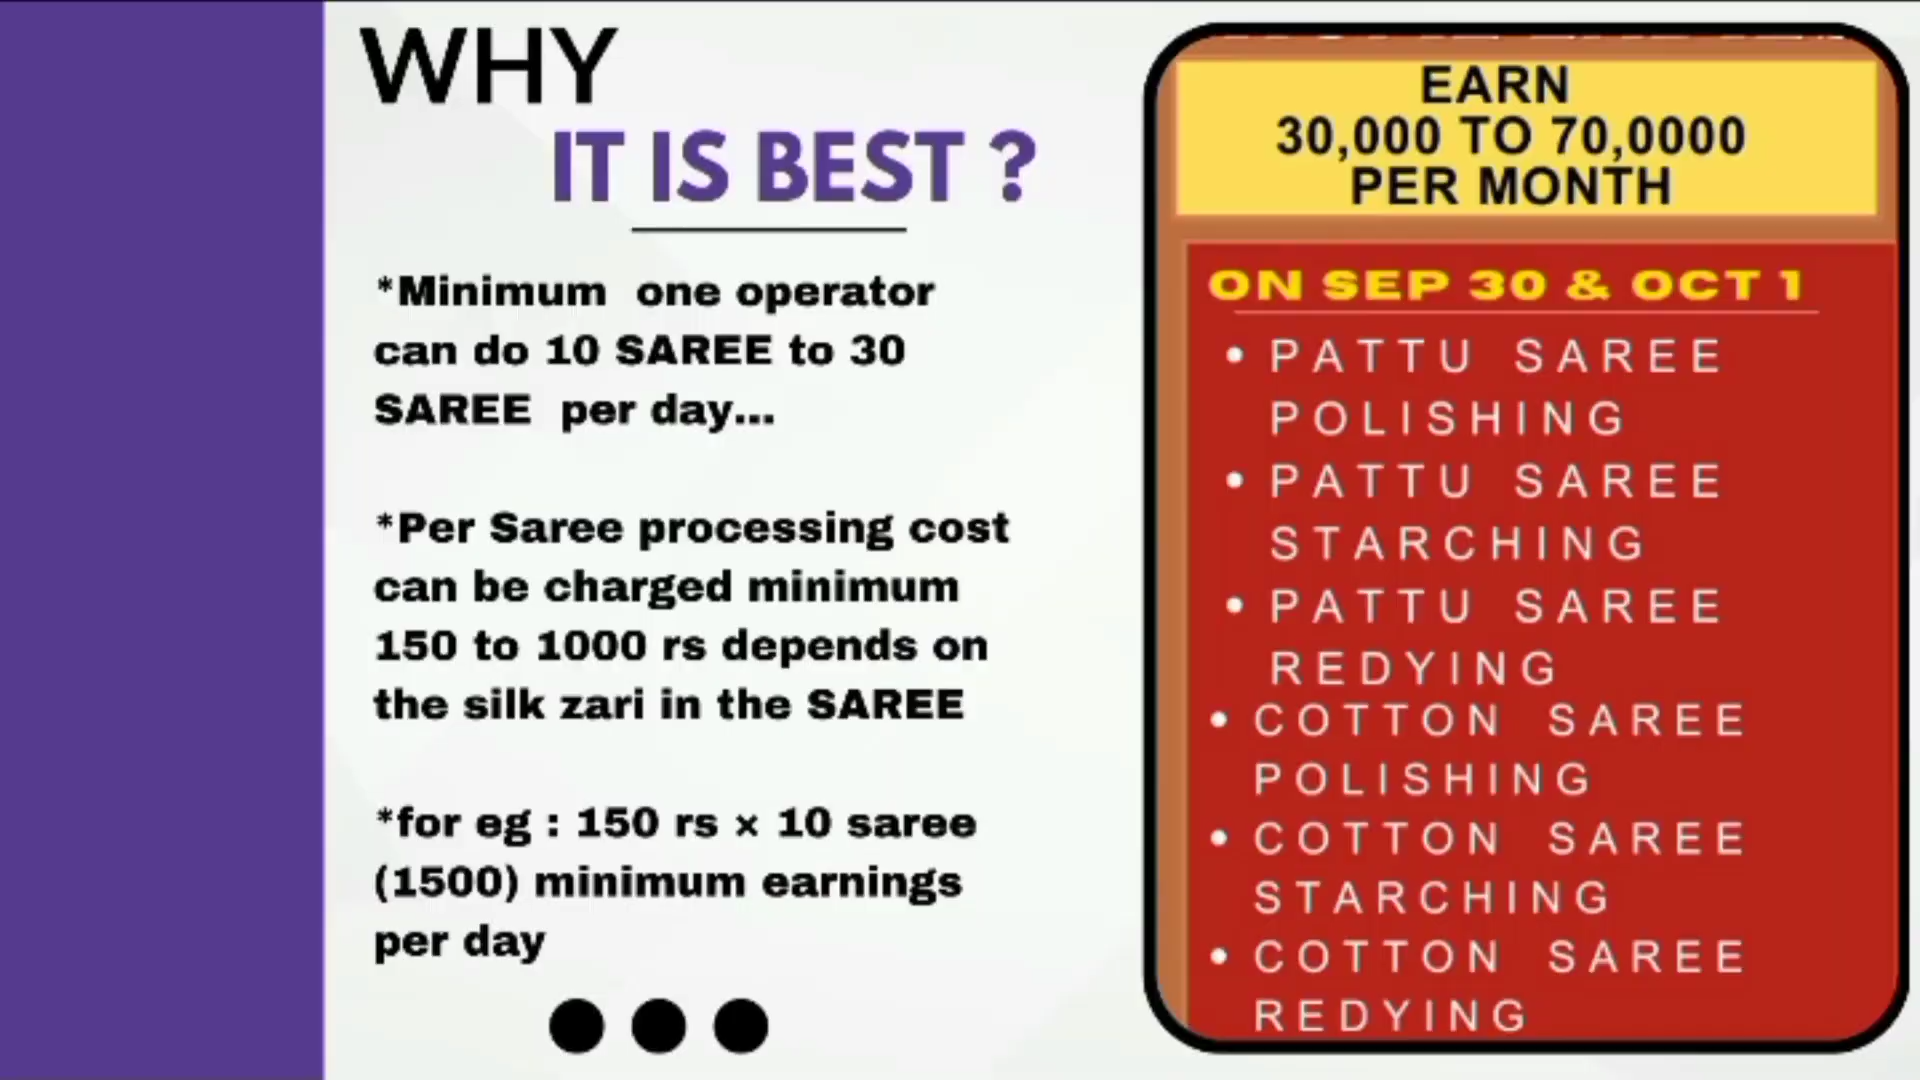 WHY
IT IS BEST ?
*Minimum one operator
can do 10 SAREE to 30
SAREE per day...
*Per Saree processing cost
can be charged minimum
150 to 1000 rs depends on
the silk zari in the SAREE
*for eg : 150 rs × 10 saree
(1500) minimum earnings
per day
EARN
30,000 TO 70,0000
PER MONTH
ON SEP 30 & OCT 1
• PATTU SAREE
POLISHING
• PATTU SAREE
STARCHING
• PATTU SAREE
REDYING
• COTTON SAREE
POLISHING
• COTTON SAREE
STARCHING
• COTTON SAREE
REDYING